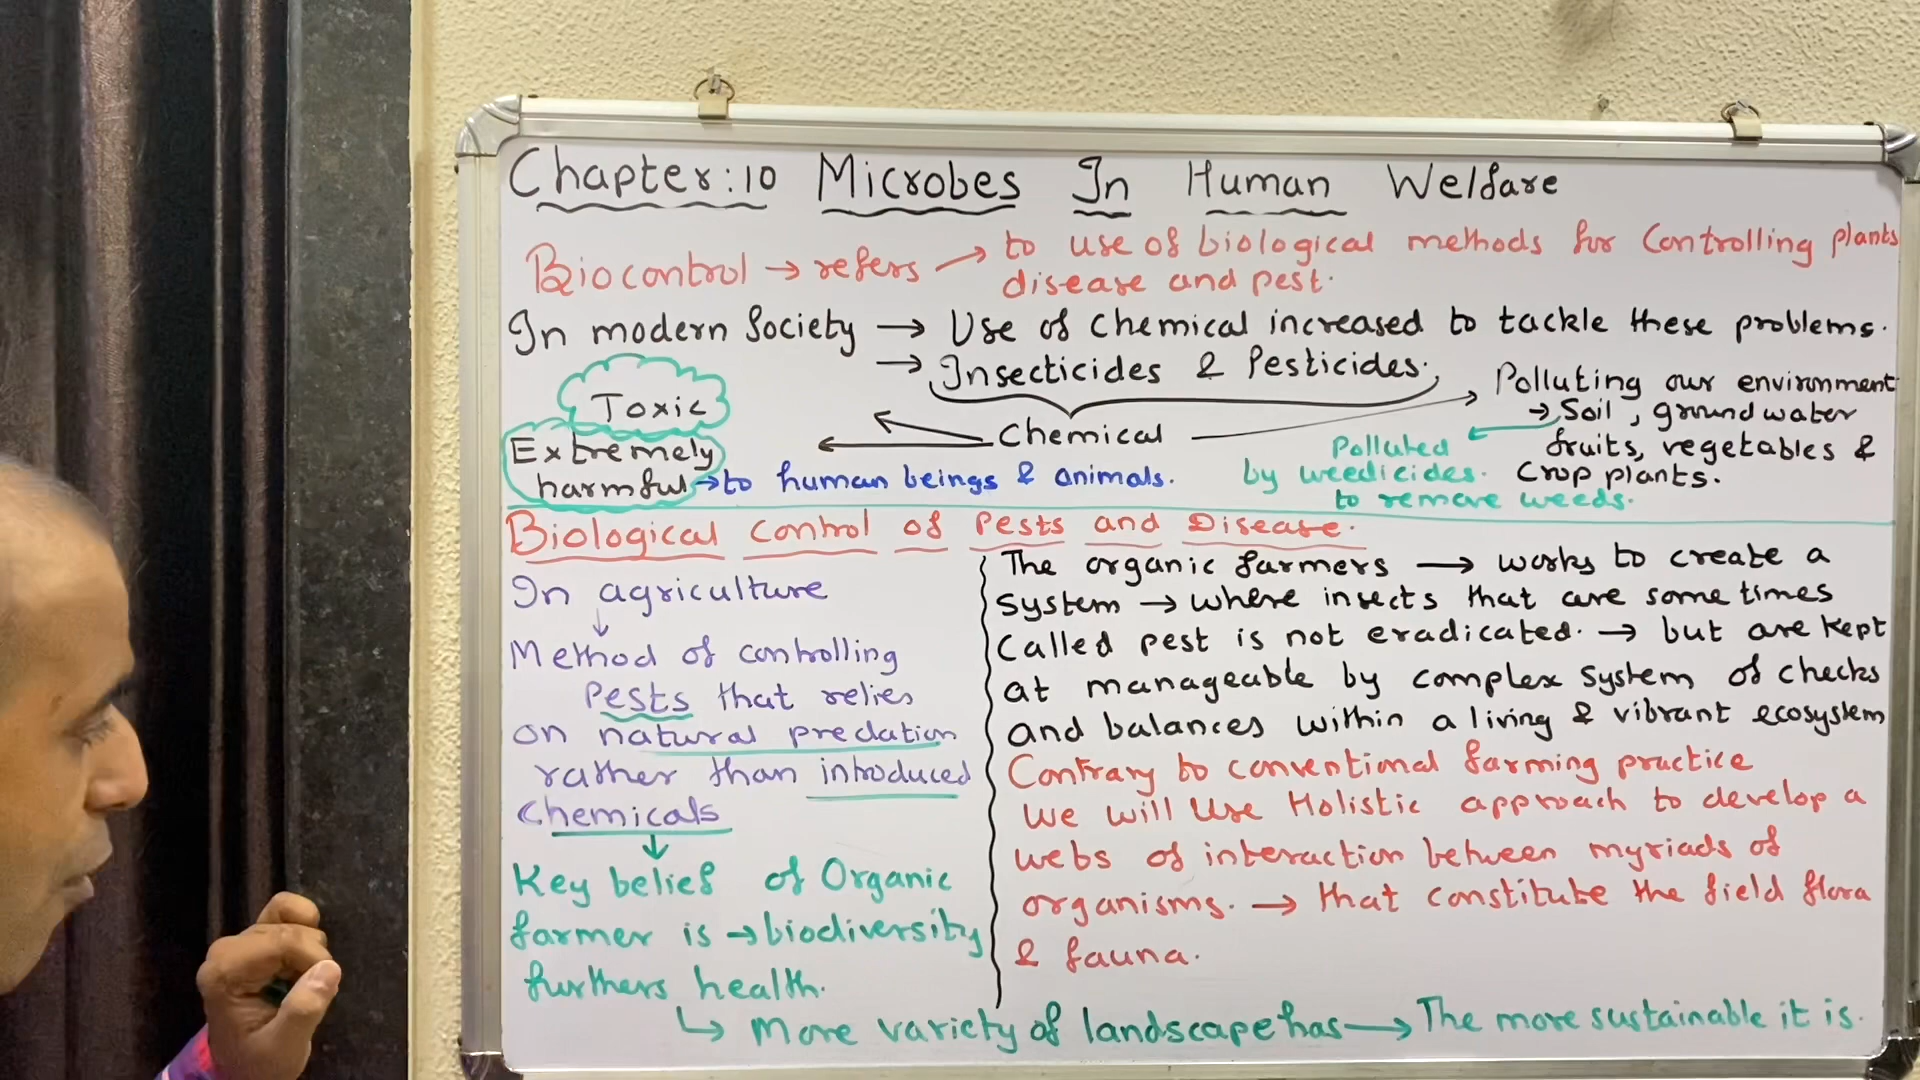 Chapter:10 Microbes In Human Welfare
Biocontrol → refers → to use of biological methods for Controlling plants
disease and pest.
In modern Society → Use of Chemical increased to tackle these problems.
→ Insecticides & Pesticides.
Chemical
Toxic
Extremely
harmful → to human beings & animals.
Polluting our environment
→ Soil, ground water
fruits, vegetables &
Crop plants.
Polluted
by weedicides.
to remove weeds.
Biological Control of Pests and Disease.
In agriculture
↓
Method of controlling
Pests that relies
on natural predation
rather than introduced
Chemicals
↓
Key belief of Organic
farmer is → biodiversity
furthers health.
↳ More variety of landscape has → The more sustainable it is.
The organic farmers → works to create a
System → where insects that are some times
Called pest is not eradicated. → but are kept
at manageable by complex System of checks
and balances within a living & vibrant ecosystem
Contrary to conventional farming practice
we will use Holistic approach to develop a
webs of interaction between myriads of
organisms. → that constitute the field flora
& fauna.